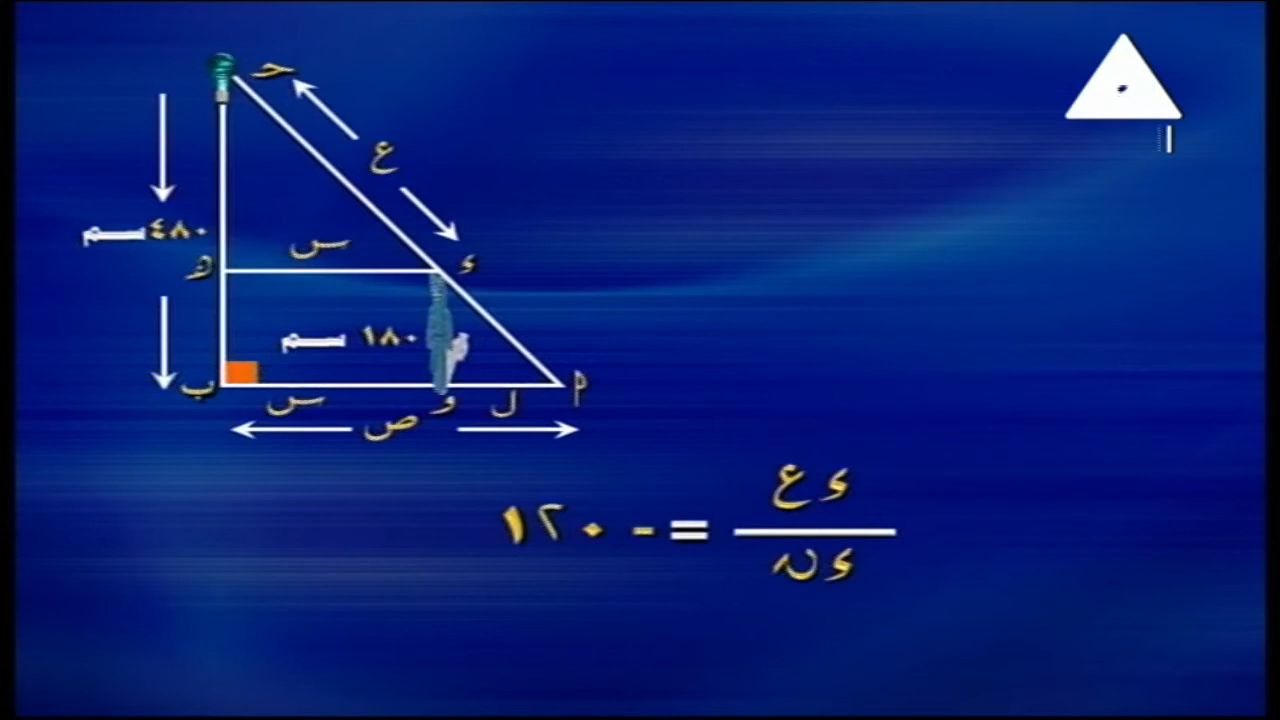 حـ
ع
٤٨٠ سم
س
ء
هـ
١٨٠ سم
ب
س
و
ل
م
ص
ءع / ءن = - ١٢٠